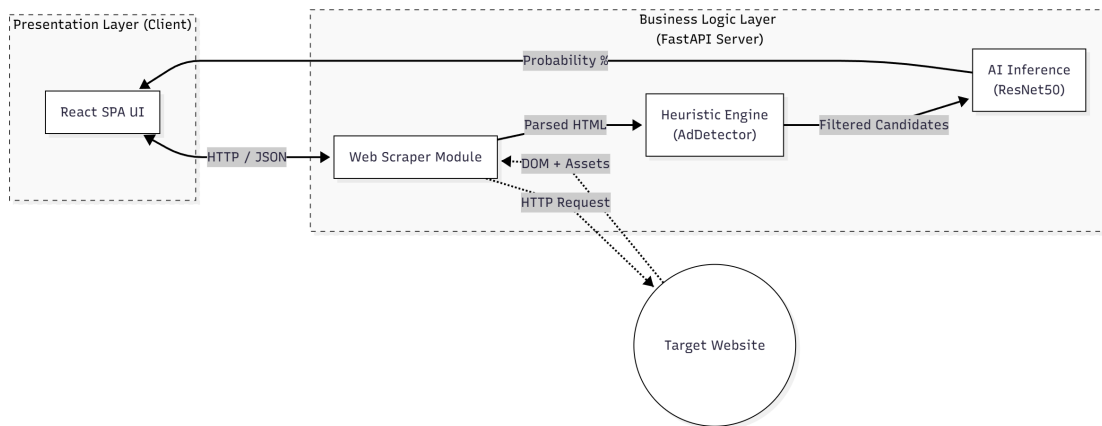 Presentation Layer (Client)
Business Logic Layer
(FastAPI Server)
Probability %
AI Inference
(ResNet50)
React SPA UI
Heuristic Engine
(AdDetector)
Parsed HTML
Filtered Candidates
HTTP / JSON
Web Scraper Module
DOM + Assets
HTTP Request
Target Website